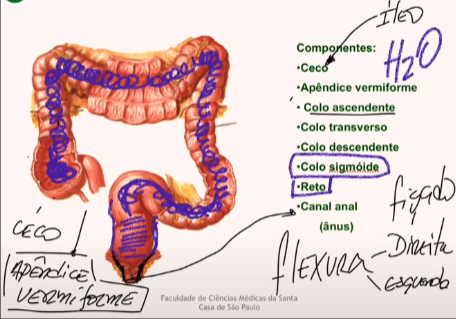 ÍLEO
Componentes:
•Ceco
H₂O
•Apêndice vermiforme
• Colo ascendente
•Colo transverso
•Colo descendente
•Colo sigmóide
•Reto
•Canal anal
(ânus)
fígado
CÉCO
APÊNDICE
VERMIFORME
FLEXURA
DIREITA
ESQUERDA
Faculdade de Ciências Médicas da Santa
Casa de São Paulo